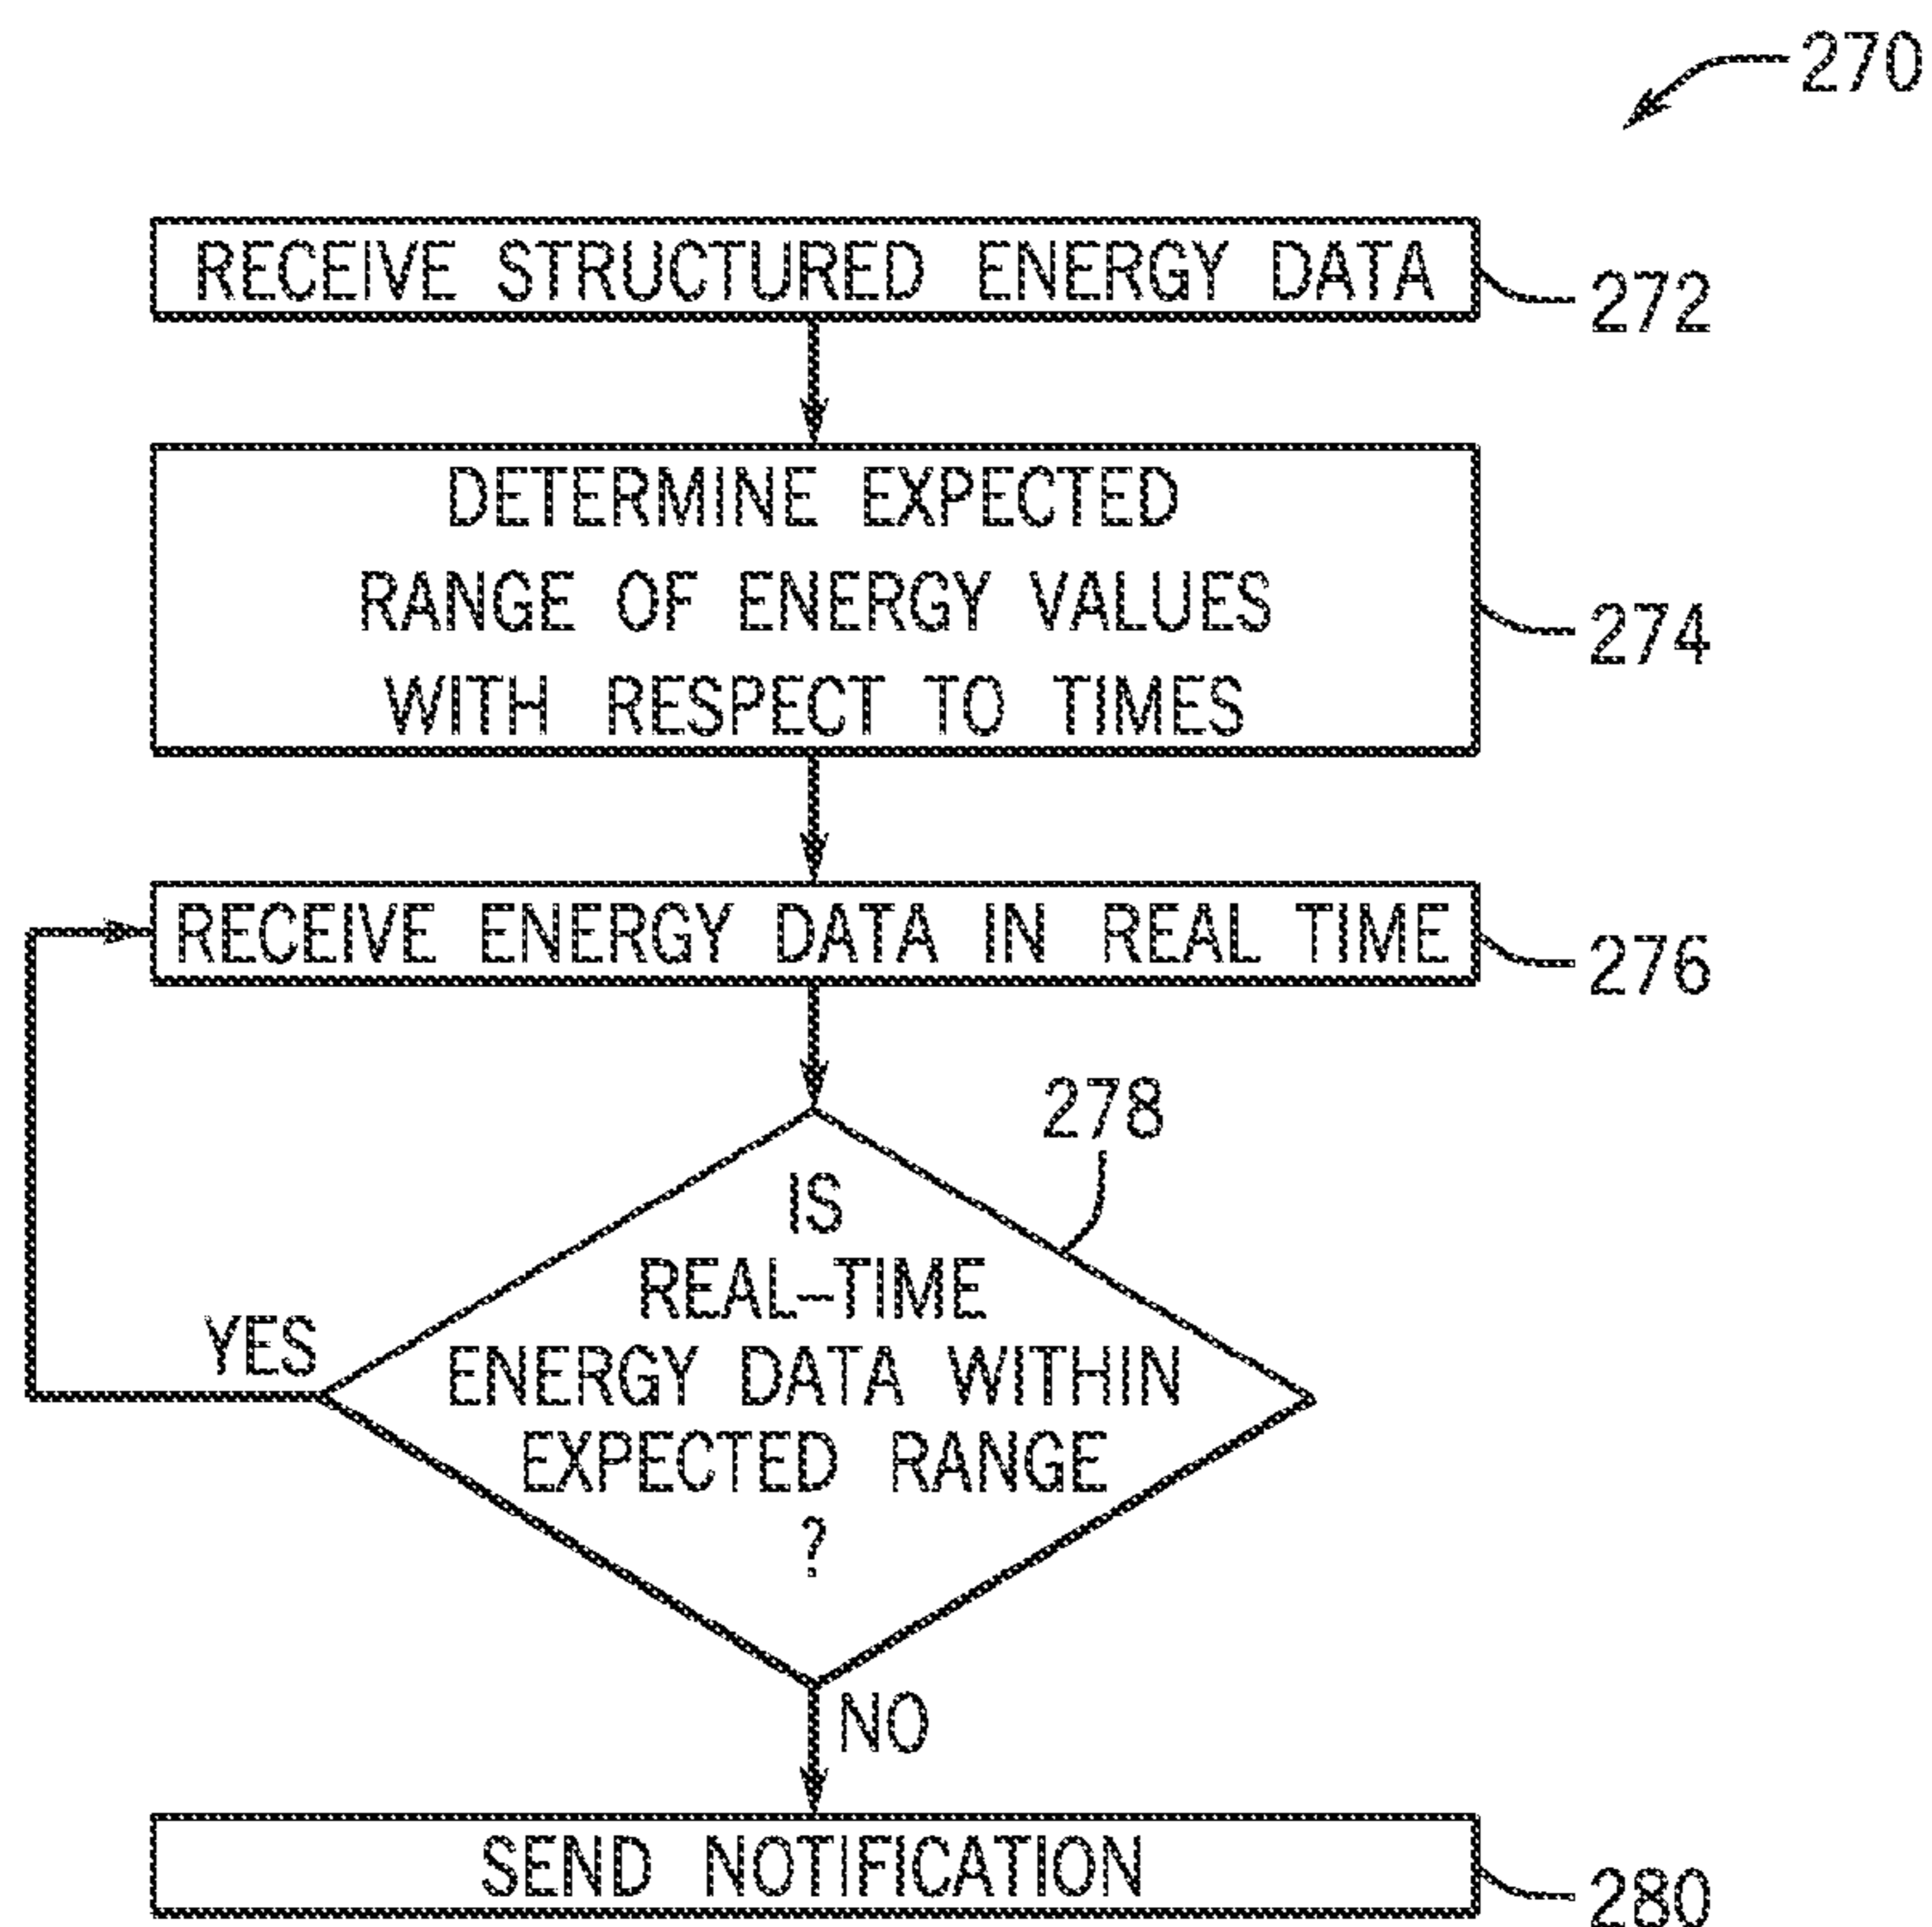 270
RECEIVE STRUCTURED ENERGY DATA
272
DETERMINE EXPECTED
RANGE OF ENERGY VALUES
WITH RESPECT TO TIMES
274
RECEIVE ENERGY DATA IN REAL TIME
276
278
IS
REAL-TIME
ENERGY DATA WITHIN
EXPECTED RANGE
?
YES
NO
SEND NOTIFICATION
280